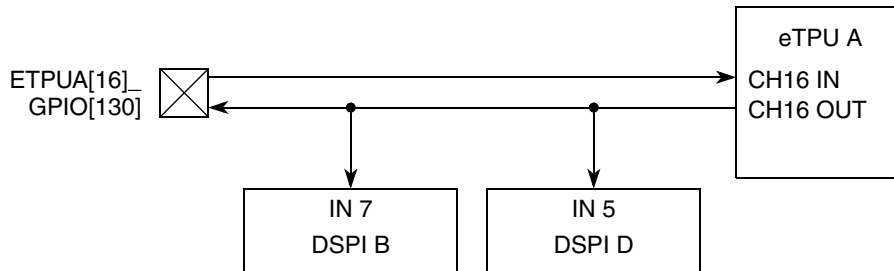 eTPU A
ETPUA[16]_
GPIO[130]
CH16 IN
CH16 OUT
IN 7
DSPI B
IN 5
DSPI D